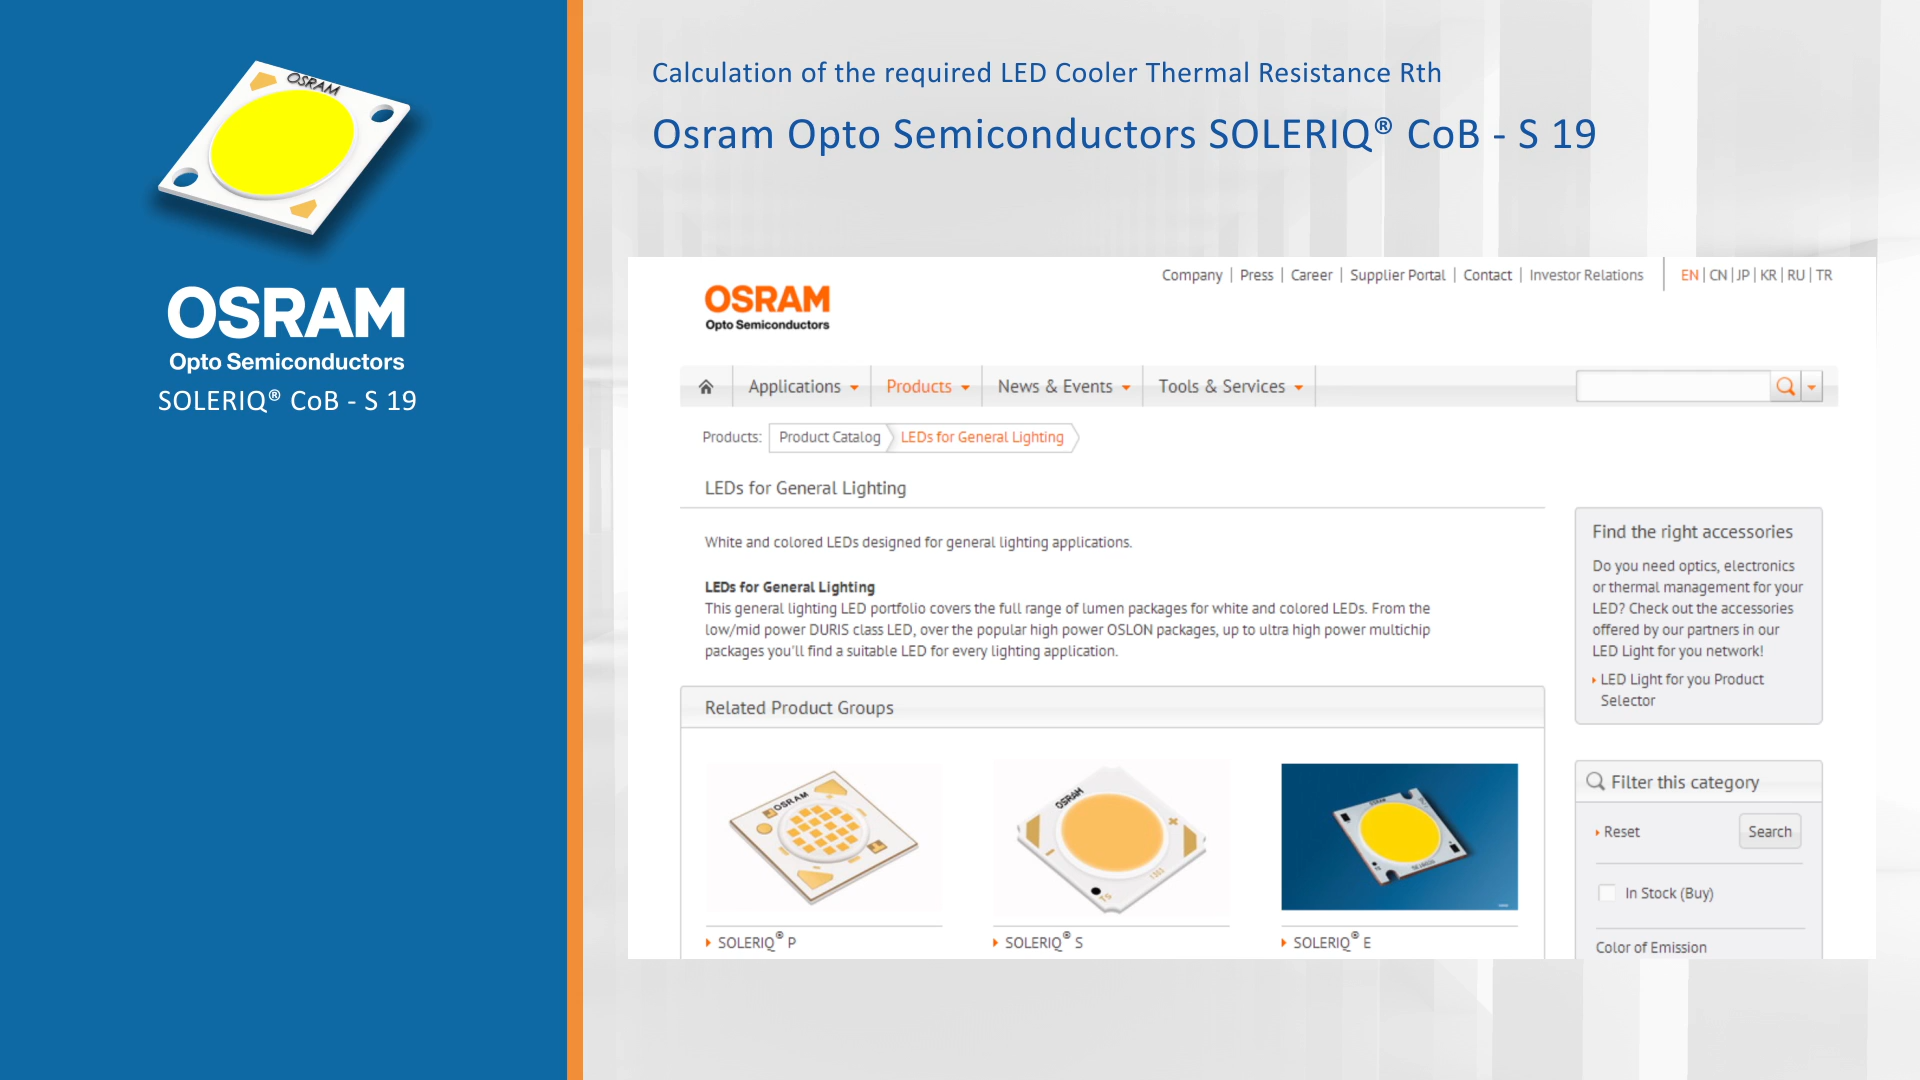 OSRAM
OSRAM
Opto Semiconductors
SOLERIQ® CoB - S 19
Calculation of the required LED Cooler Thermal Resistance Rth
Osram Opto Semiconductors SOLERIQ® CoB - S 19
Company | Press | Career | Supplier Portal | Contact | Investor Relations
EN | CN | JP | KR | RU | TR
OSRAM
Opto Semiconductors
Applications
Products
News & Events
Tools & Services
Products:
Product Catalog
LEDs for General Lighting
LEDs for General Lighting
White and colored LEDs designed for general lighting applications.
LEDs for General Lighting
This general lighting LED portfolio covers the full range of lumen packages for white and colored LEDs. From the
low/mid power DURIS class LED, over the popular high power OSLON packages, up to ultra high power multichip
packages you'll find a suitable LED for every lighting application.
Find the right accessories
Do you need optics, electronics
or thermal management for your
LED? Check out the accessories
offered by our partners in our
LED Light for you network!
LED Light for you Product
Selector
Related Product Groups
OSRAM
OSRAM
SOLERIQ® P
SOLERIQ® S
SOLERIQ® E
Filter this category
Reset
Search
In Stock (Buy)
Color of Emission